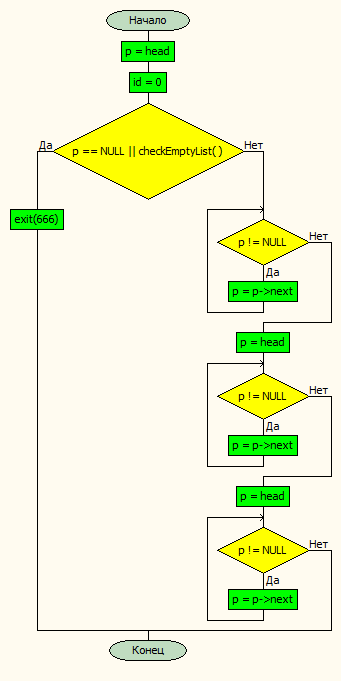 Начало
p = head
id = 0
Да
p == NULL || checkEmptyList( )
Нет
exit(666)
p != NULL
Нет
Да
p = p->next
p = head
p != NULL
Нет
Да
p = p->next
p = head
p != NULL
Нет
Да
p = p->next
Конец